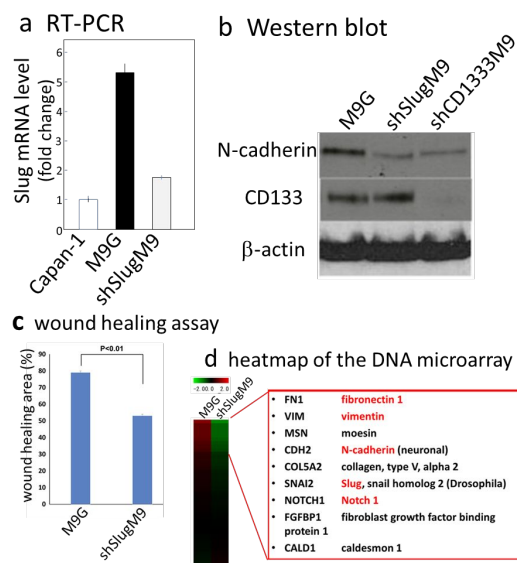 a RT-PCR
Slug mRNA level
(fold change)
6
5
4
3
2
1
0
Capan-1
M9G
shSlugM9
b Western blot
M9G
shSlugM9
shCD1333M9
N-cadherin
CD133
β-actin
c wound healing assay
P<0.01
wound healing area (%)
90
80
70
60
50
40
30
20
10
0
M9G
shSlugM9
d heatmap of the DNA microarray
-2.0 0.0 2.0
M9G
shSlugM9
• FN1 fibronectin 1
• VIM vimentin
• MSN moesin
• CDH2 N-cadherin (neuronal)
• COL5A2 collagen, type V, alpha 2
• SNAI2 Slug, snail homolog 2 (Drosophila)
• NOTCH1 Notch 1
• FGFBP1 fibroblast growth factor binding
protein 1
• CALD1 caldesmon 1